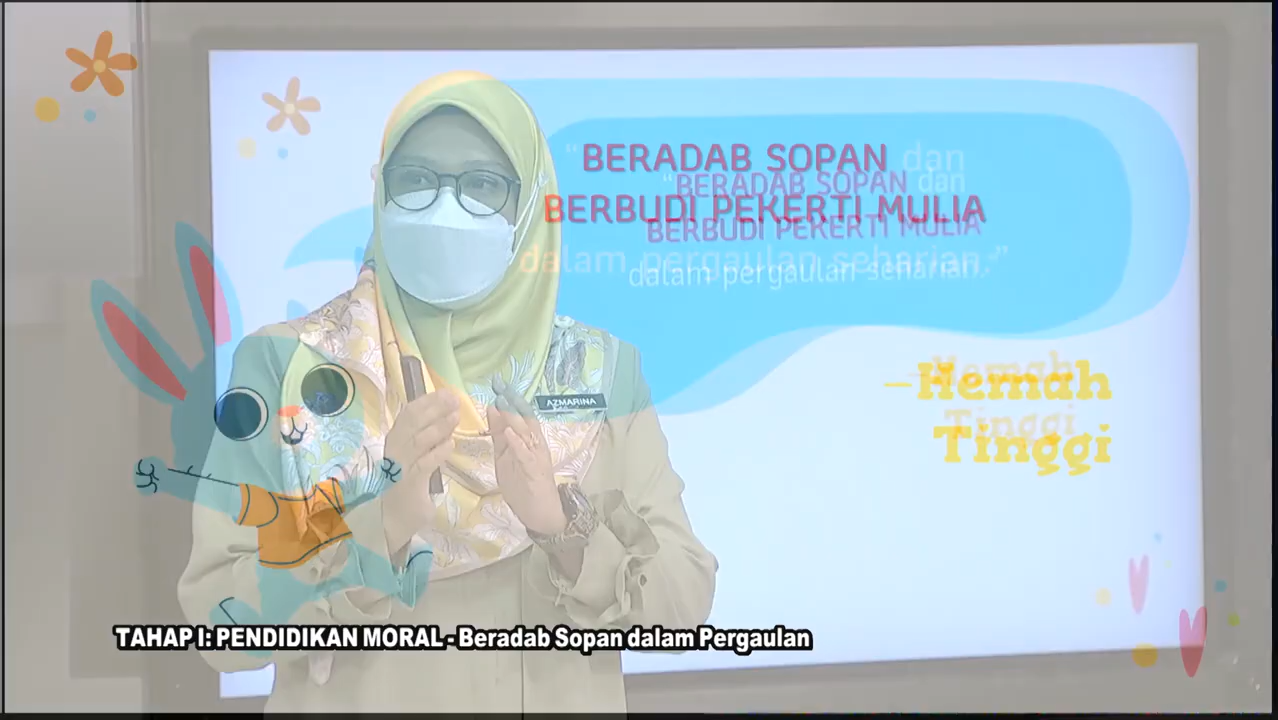 “BERADAB SOPAN dan
BERBUDI PEKERTI MULIA
dalam pergaulan seharian.”
—Hemah
Tinggi
“BERADAB SOPAN dan
BERBUDI PEKERTI MULIA
dalam pergaulan seharian.”
—Hemah
Tinggi
AZMARINA
TAHAP I: PENDIDIKAN MORAL - Beradab Sopan dalam Pergaulan